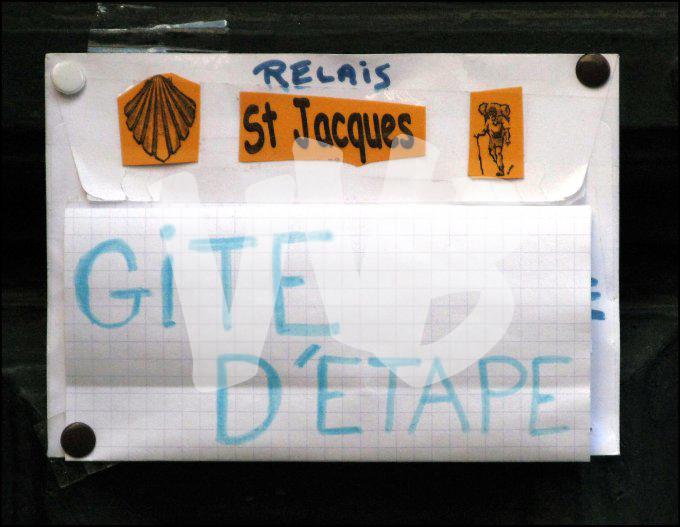 RELAiS
St Jacques
GiTE
D'ETAPE